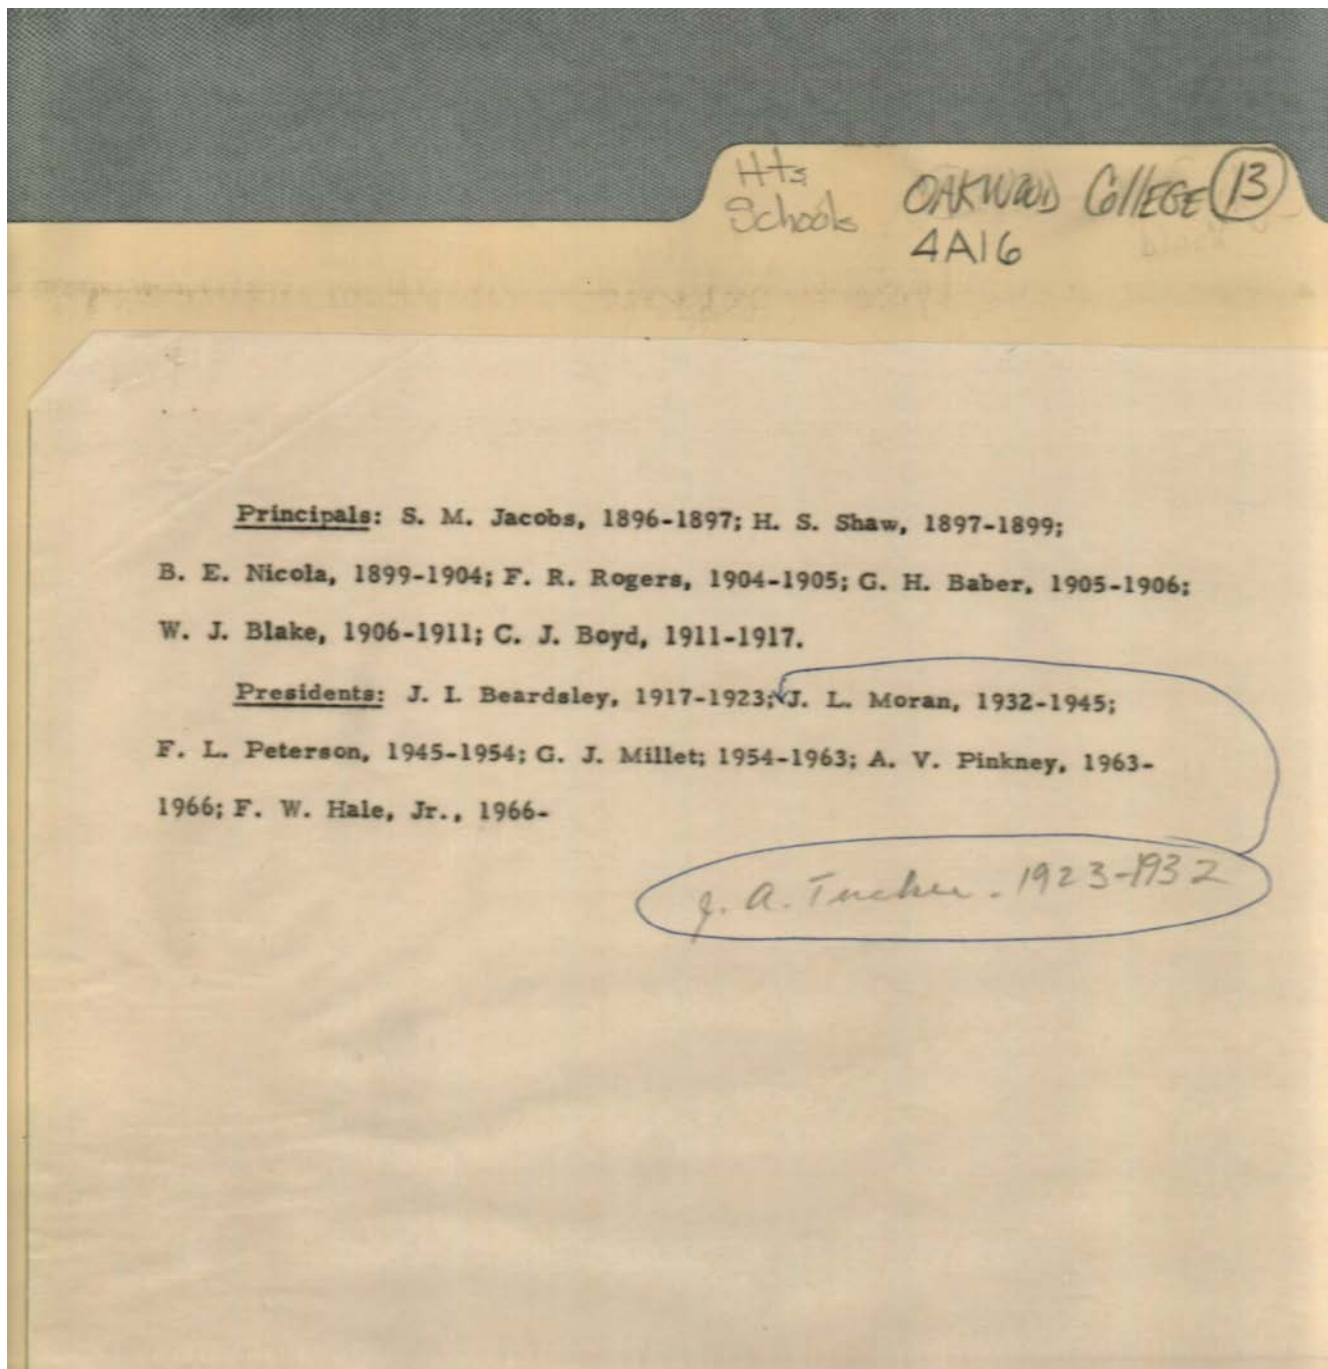 Hts
Schools
OAKWOOD COllEGE 13
4A16
Principals: S. M. Jacobs, 1896-1897; H. S. Shaw, 1897-1899;
B. E. Nicola, 1899-1904; F. R. Rogers, 1904-1905; G. H. Baber, 1905-1906;
W. J. Blake, 1906-1911; C. J. Boyd, 1911-1917.
Presidents: J. I. Beardsley, 1917-1923; J. L. Moran, 1932-1945;
F. L. Peterson, 1945-1954; G. J. Millet; 1954-1963; A. V. Pinkney, 1963-
1966; F. W. Hale, Jr., 1966-
J. A. Tucker. 1923-1932